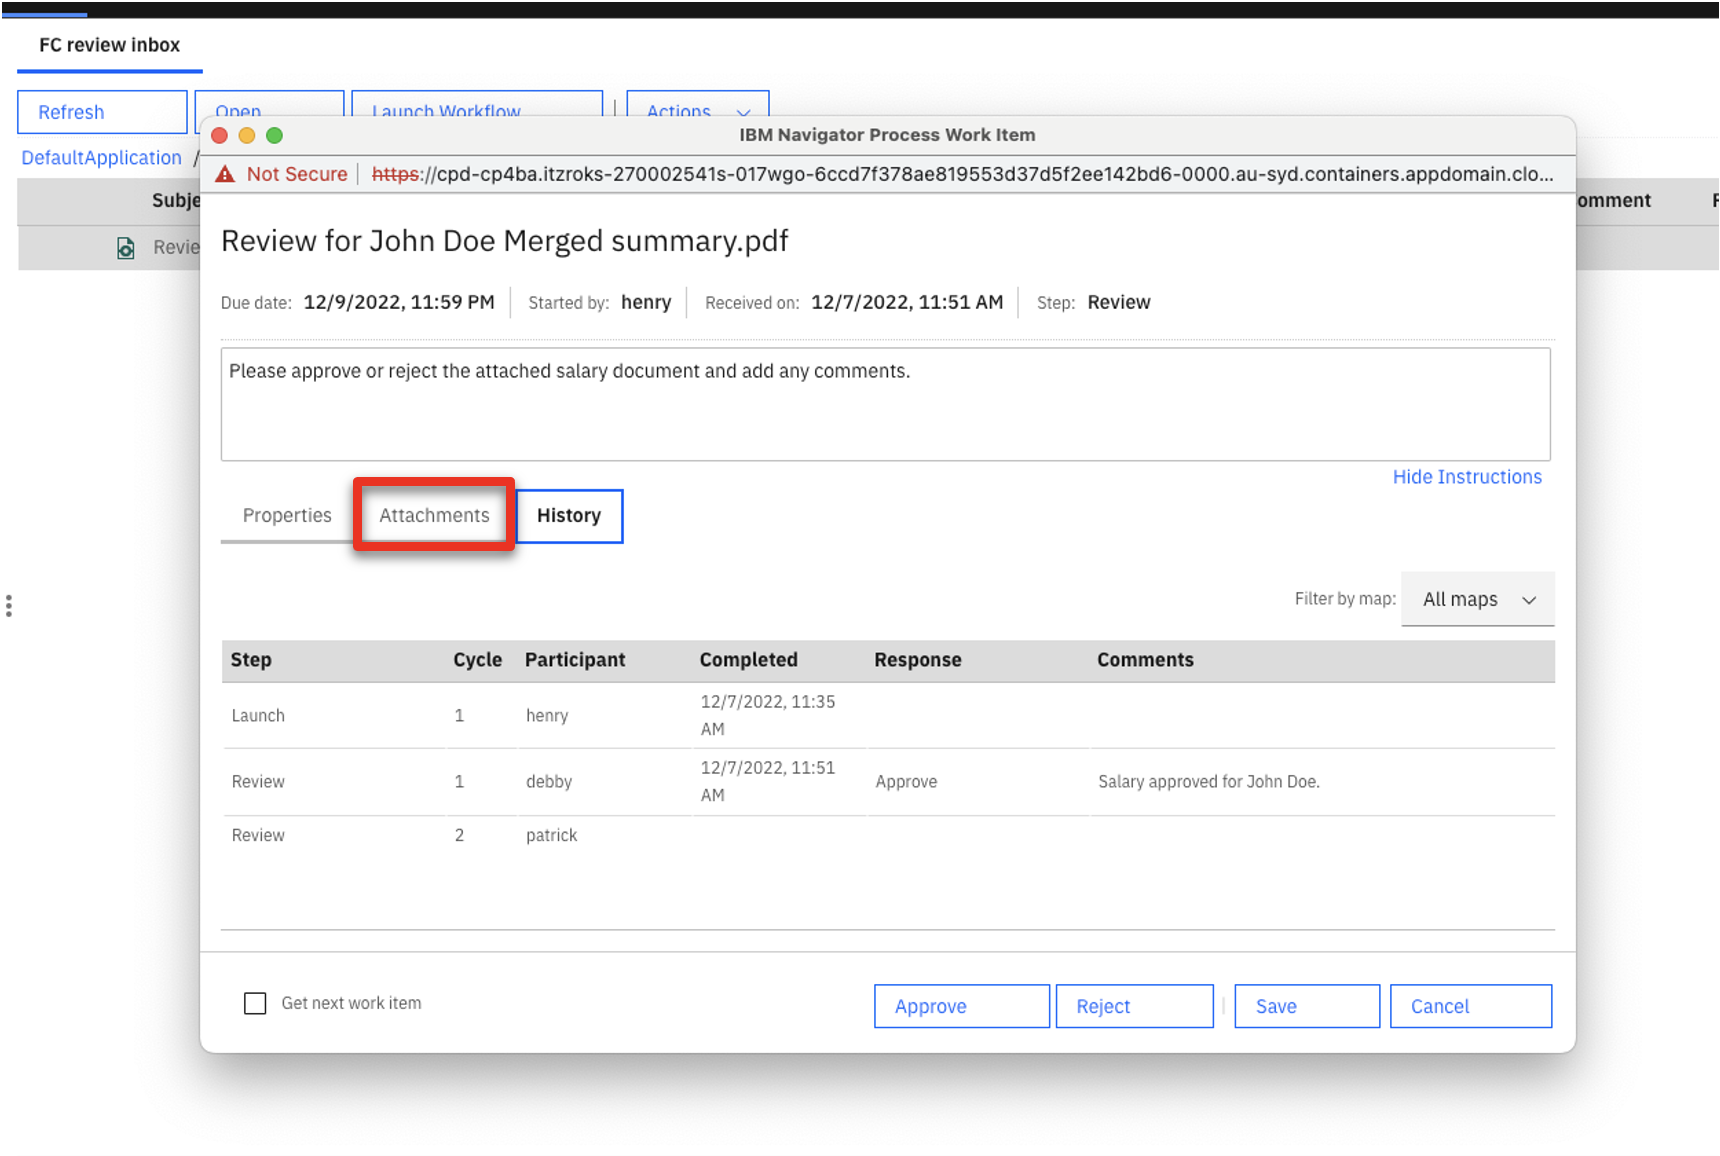 FC review inbox
Refresh
Open
Launch Workflow
Actions
IBM Navigator Process Work Item
DefaultApplication /
Not Secure https://cpd-cp4ba.itzroks-270002541s-017wgo-6ccd7f378ae819553d37d5f2ee142bd6-0000.au-syd.containers.appdomain.clo...
Subje
omment
Review for John Doe Merged summary.pdf
Revie
Due date: 12/9/2022, 11:59 PM Started by: henry Received on: 12/7/2022, 11:51 AM Step: Review
Please approve or reject the attached salary document and add any comments.
Hide Instructions
Properties Attachments History
Filter by map: All maps
Step Cycle Participant Completed Response Comments
Launch 1 henry 12/7/2022, 11:35 AM
Review 1 debby 12/7/2022, 11:51 AM Approve Salary approved for John Doe.
Review 2 patrick
Get next work item
Approve Reject Save Cancel